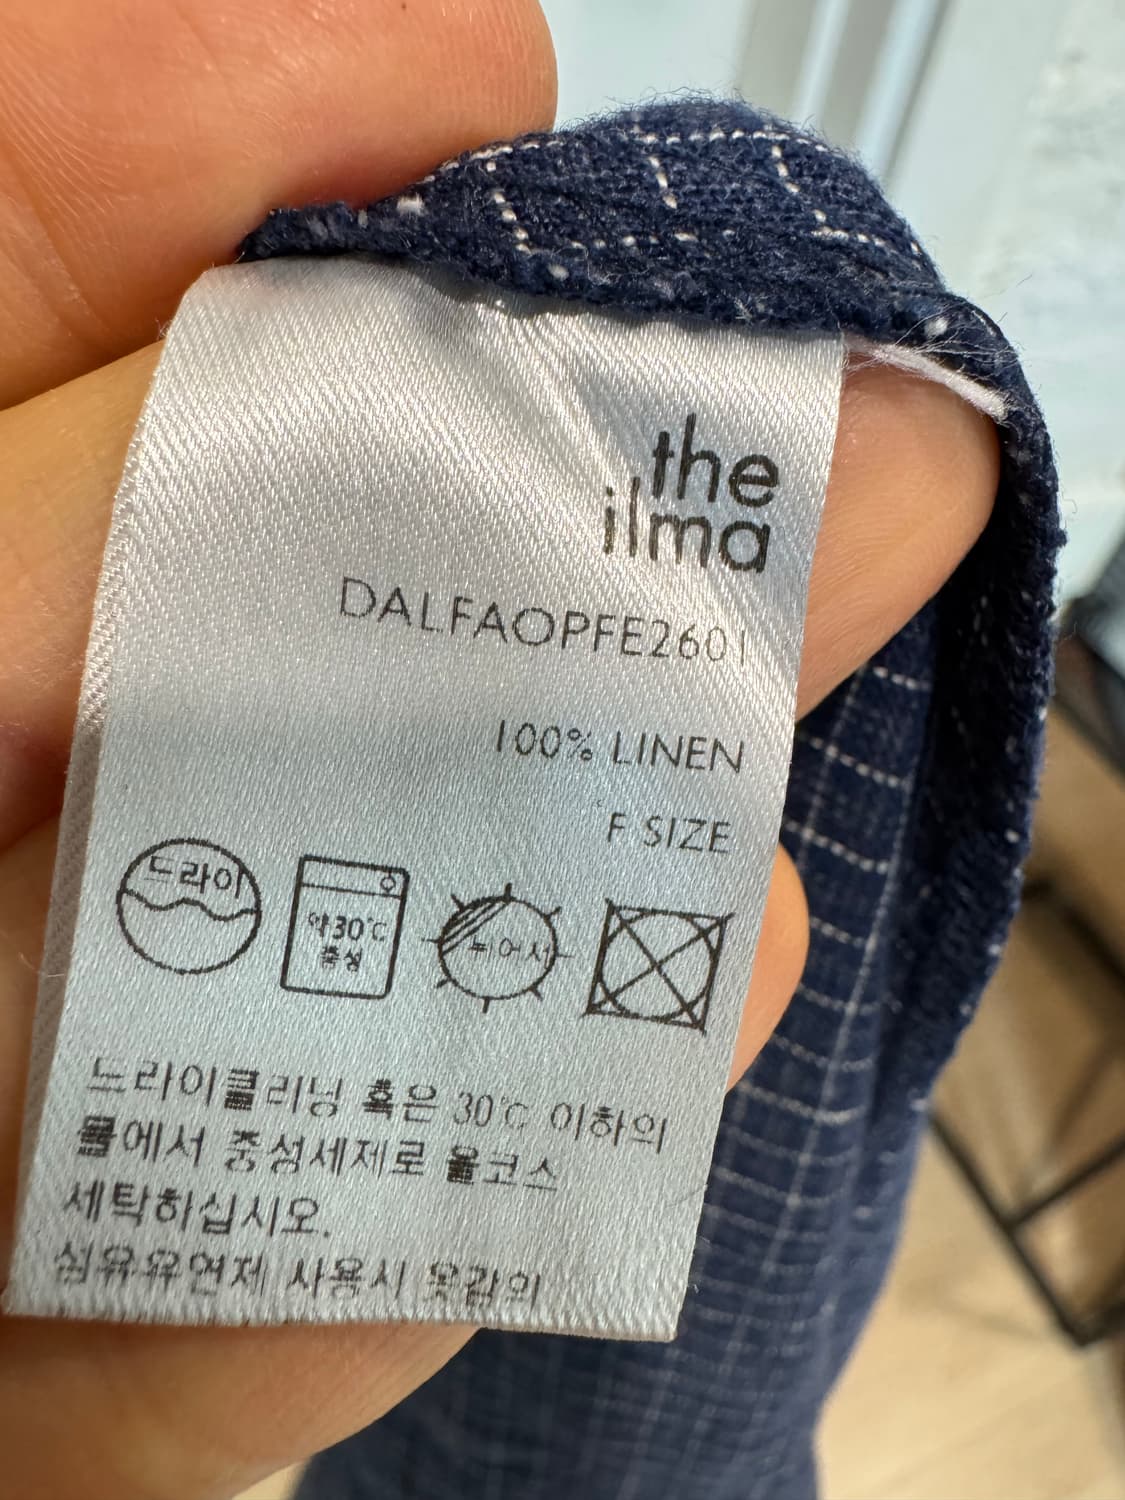 the
ilma
DALFAOPFE2601
100% LINEN
F SIZE
드라이
약30℃
중성
뉘어서
드라이클리닝 혹은 30℃ 이하의
물에서 중성세제로 울코스
세탁하십시오.
섬유유연제 사용시 옷감의